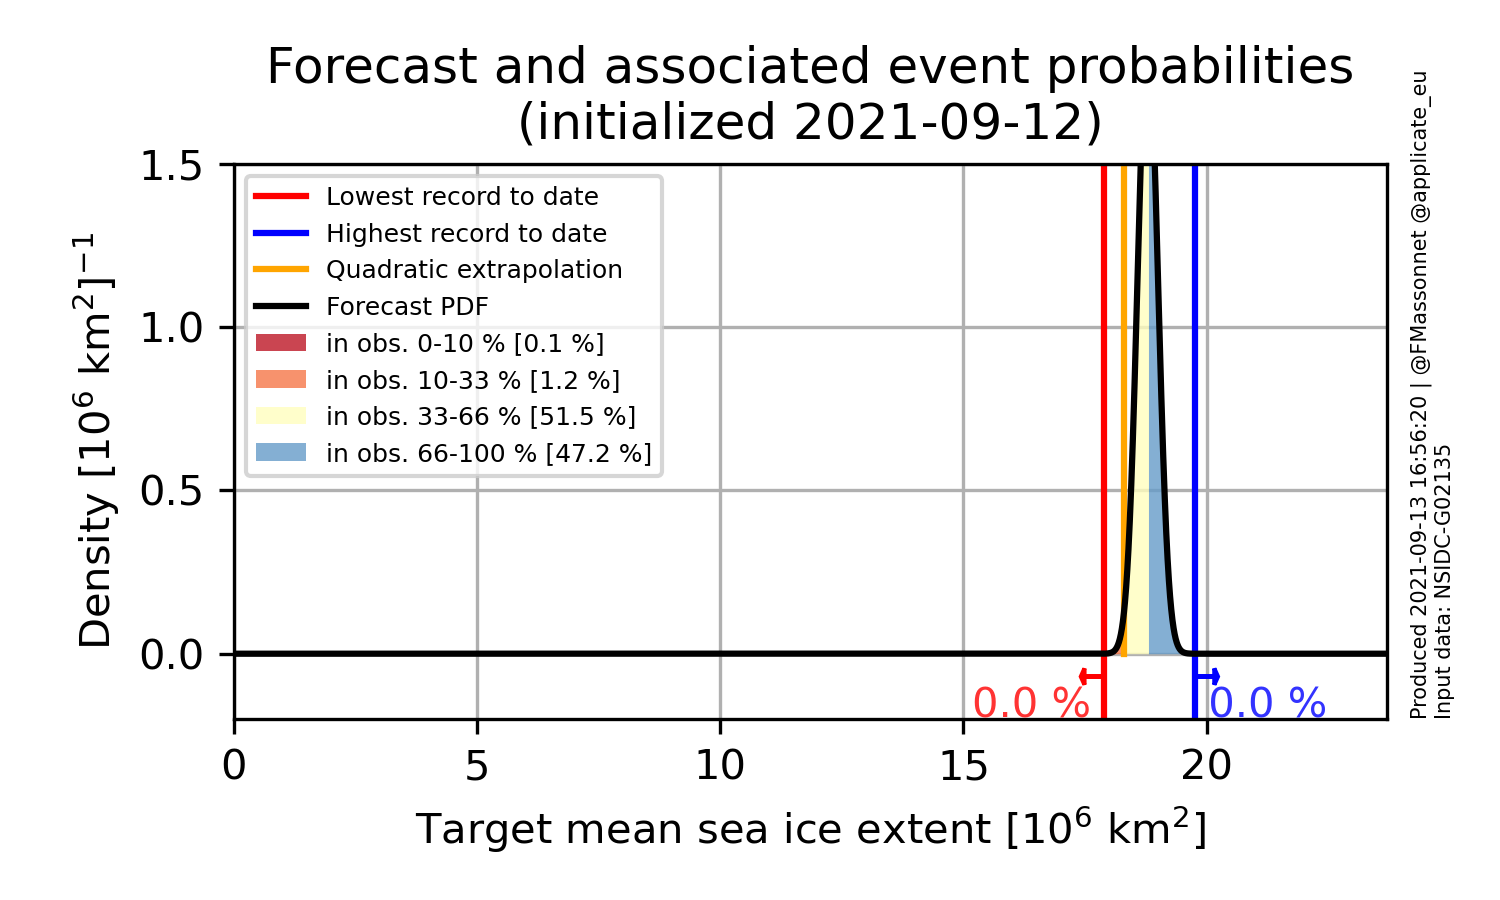 Forecast and associated event probabilities
(initialized 2021-09-12)
Density [10⁶ km²]⁻¹
1.5
1.0
0.5
0.0
Lowest record to date
Highest record to date
Quadratic extrapolation
Forecast PDF
in obs. 0-10 % [0.1 %]
in obs. 10-33 % [1.2 %]
in obs. 33-66 % [51.5 %]
in obs. 66-100 % [47.2 %]
0.0 %
0.0 %
0
5
10
15
20
Target mean sea ice extent [10⁶ km²]
Produced 2021-09-13 16:56:20 | @FMassonnet @applicate_eu
Input data: NSIDC-G02135